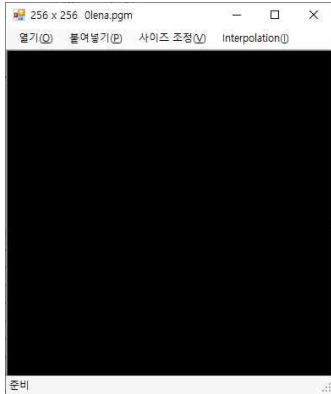 256 x 256 0lena.pgm
열기(O) 붙여넣기(P) 사이즈 조정(V) Interpolation(I)
준비